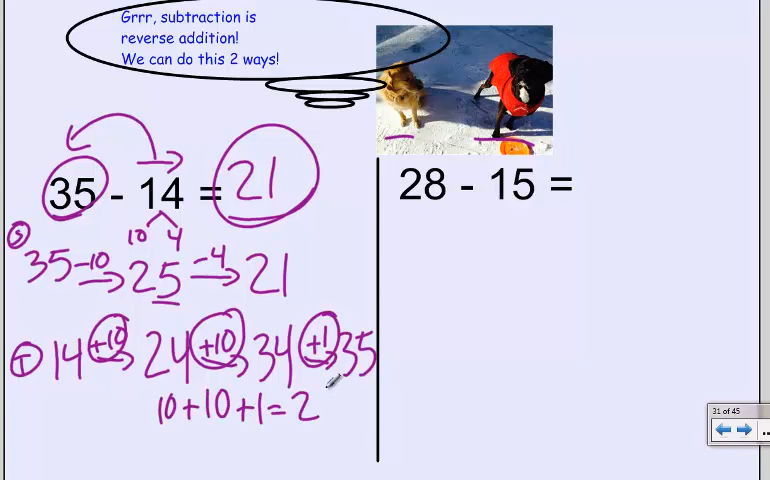 Grrr, subtraction is
reverse addition!
We can do this 2 ways!
35 - 14 = 21
10 4
S
35 -10 → 25 -4 → 21
+ 14 +10 → 24 +10 → 34 +1 → 35
10+10+1=2
28 - 15 =
31 of 45